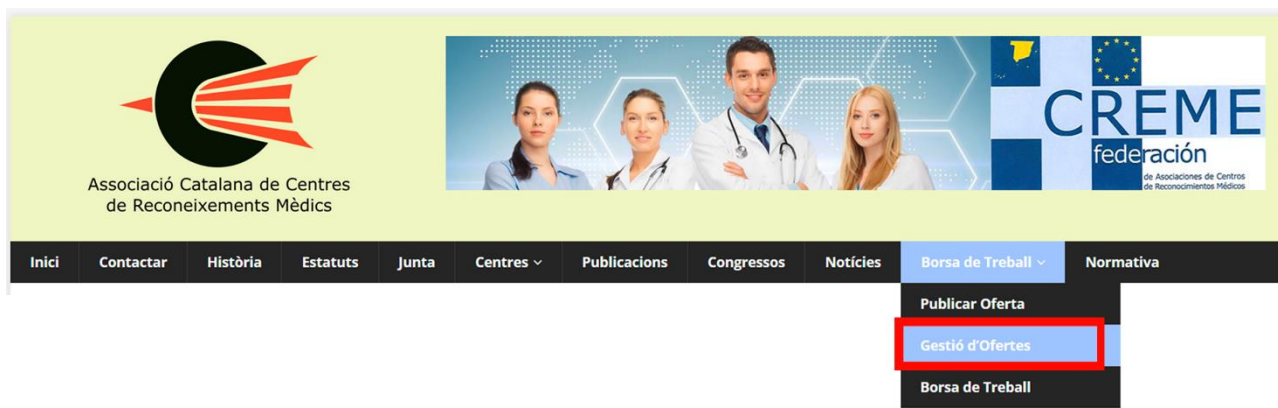 Associació Catalana de Centres
de Reconeixements Mèdics
CREME
federación
de Asociaciones de Centros
de Reconocimientos Médicos
Inici Contactar Història Estatuts Junta Centres Publicacions Congressos Notícies Borsa de Treball Normativa
Publicar Oferta
Gestió d'Ofertes
Borsa de Treball